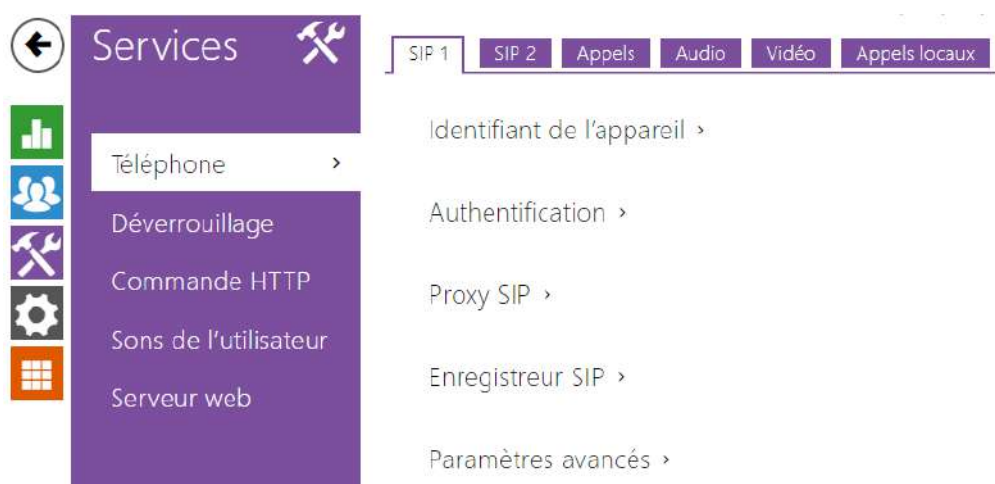 Services
Téléphone
Déverrouillage
Commande HTTP
Sons de l'utilisateur
Serveur web
SIP 1 SIP 2 Appels Audio Vidéo Appels locaux
Identifiant de l'appareil
Authentification
Proxy SIP
Enregistreur SIP
Paramètres avancés